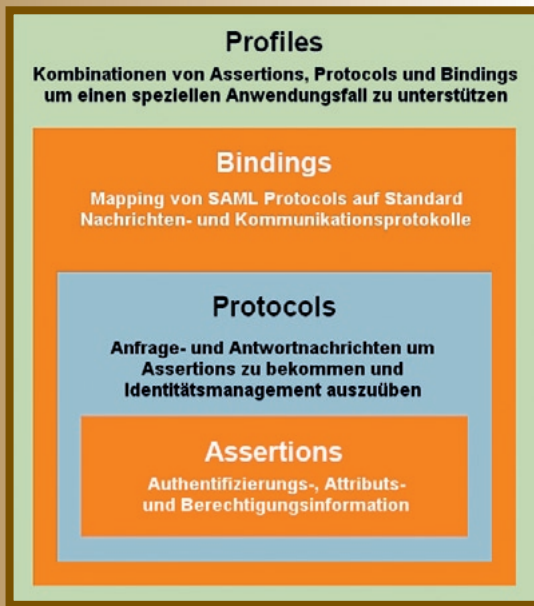 Profiles
Kombinationen von Assertions, Protocols und Bindings
um einen speziellen Anwendungsfall zu unterstützen
Bindings
Mapping von SAML Protocols auf Standard
Nachrichten- und Kommunikationsprotokolle
Protocols
Anfrage- und Antwortnachrichten um
Assertions zu bekommen und
Identitätsmanagement auszuüben
Assertions
Authentifizierungs-, Attributs-
und Berechtigungsinformation